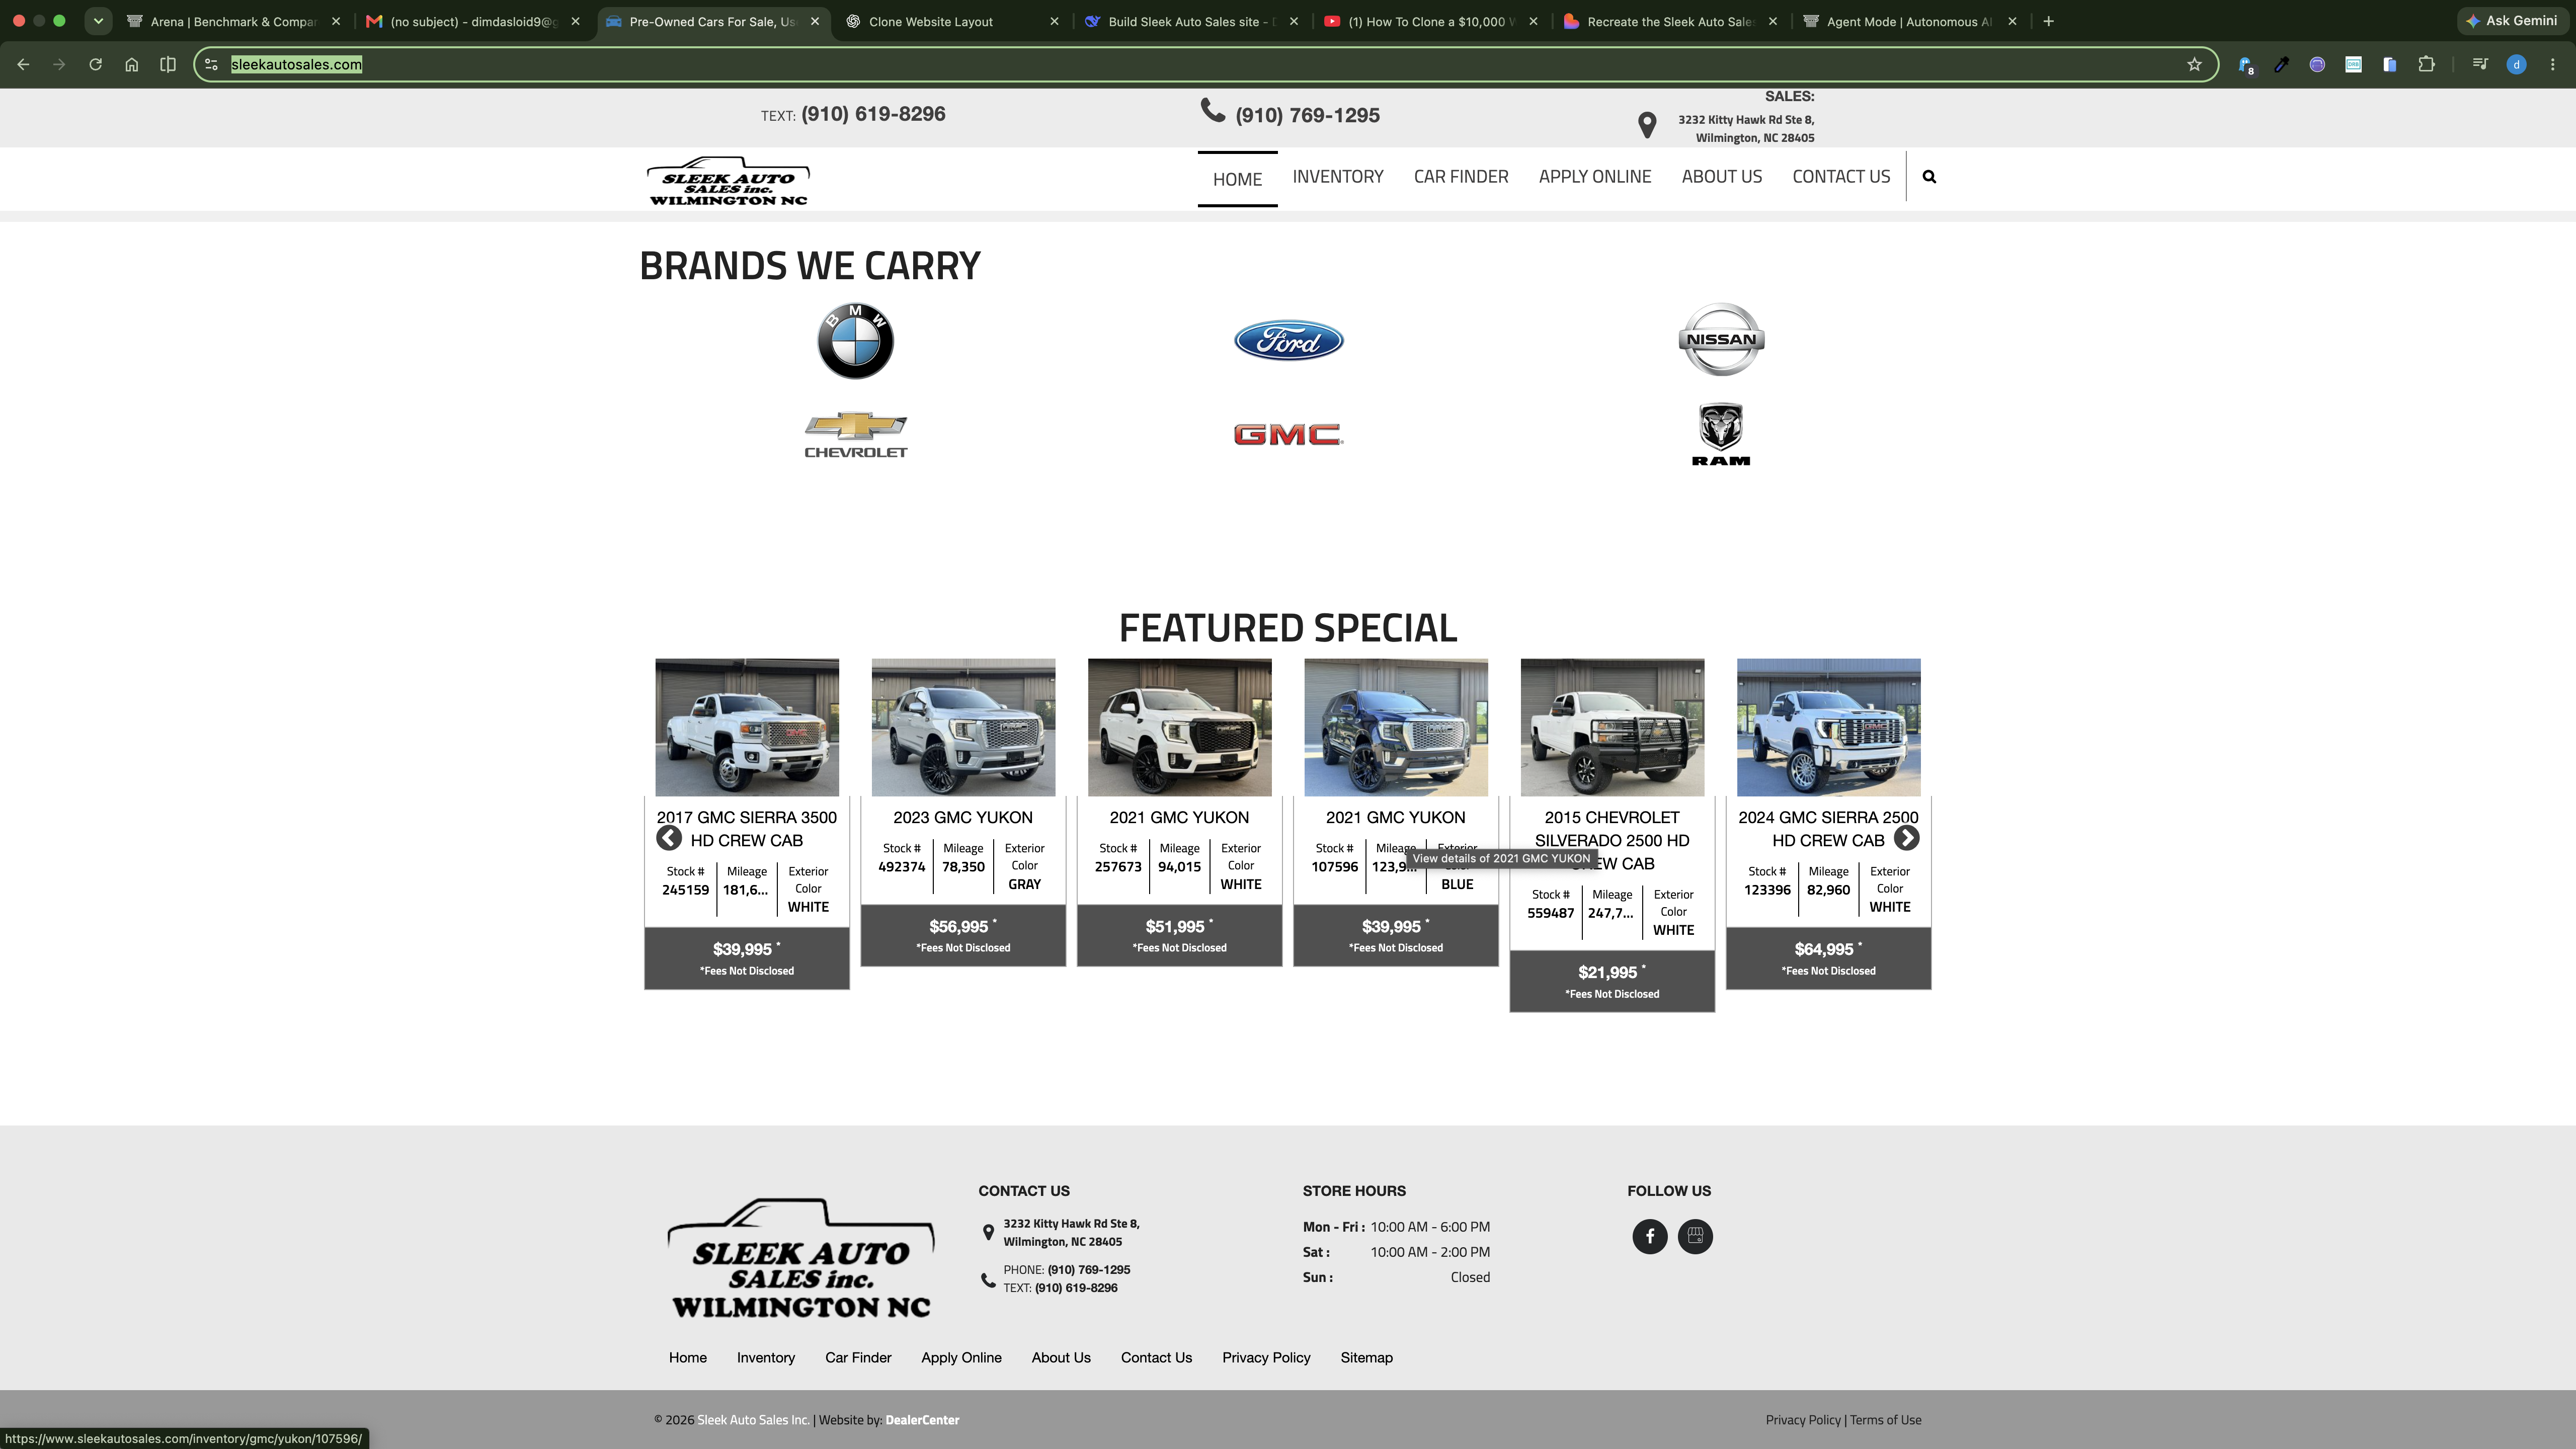 Arena | Benchmark & Compar
(no subject) - dimdasloid9@g
Pre-Owned Cars For Sale, Us
Clone Website Layout
Build Sleek Auto Sales site -
(1) How To Clone a $10,000 W
Recreate the Sleek Auto Sale
Agent Mode | Autonomous AI
Ask Gemini
sleekautosales.com
8
d
TEXT: (910) 619-8296
(910) 769-1295
SALES:
3232 Kitty Hawk Rd Ste 8,
Wilmington, NC 28405
SLEEK AUTO
SALES inc.
WILMINGTON NC
HOME
INVENTORY
CAR FINDER
APPLY ONLINE
ABOUT US
CONTACT US
BRANDS WE CARRY
BMW
Ford
NISSAN
CHEVROLET
GMC
RAM
FEATURED SPECIAL
2017 GMC SIERRA 3500
HD CREW CAB
Stock # Mileage Exterior
Color
245159 181,6...
WHITE
$39,995 *
*Fees Not Disclosed
2023 GMC YUKON
Stock # Mileage Exterior
Color
492374 78,350
GRAY
$56,995 *
*Fees Not Disclosed
2021 GMC YUKON
Stock # Mileage Exterior
Color
257673 94,015
WHITE
$51,995 *
*Fees Not Disclosed
2021 GMC YUKON
Stock # Mileage Exterior
Color
107596 123,9...
BLUE
View details of 2021 GMC YUKON
$39,995 *
*Fees Not Disclosed
2015 CHEVROLET
SILVERADO 2500 HD
CREW CAB
Stock # Mileage Exterior
Color
559487 247,7...
WHITE
$21,995 *
*Fees Not Disclosed
2024 GMC SIERRA 2500
HD CREW CAB
Stock # Mileage Exterior
Color
123396 82,960
WHITE
$64,995 *
*Fees Not Disclosed
SLEEK AUTO
SALES inc.
WILMINGTON NC
CONTACT US
3232 Kitty Hawk Rd Ste 8,
Wilmington, NC 28405
PHONE: (910) 769-1295
TEXT: (910) 619-8296
STORE HOURS
Mon - Fri : 10:00 AM - 6:00 PM
Sat : 10:00 AM - 2:00 PM
Sun : Closed
FOLLOW US
Home Inventory Car Finder Apply Online About Us Contact Us Privacy Policy Sitemap
© 2026 Sleek Auto Sales Inc. | Website by: DealerCenter
Privacy Policy | Terms of Use
https://www.sleekautosales.com/inventory/gmc/yukon/107596/